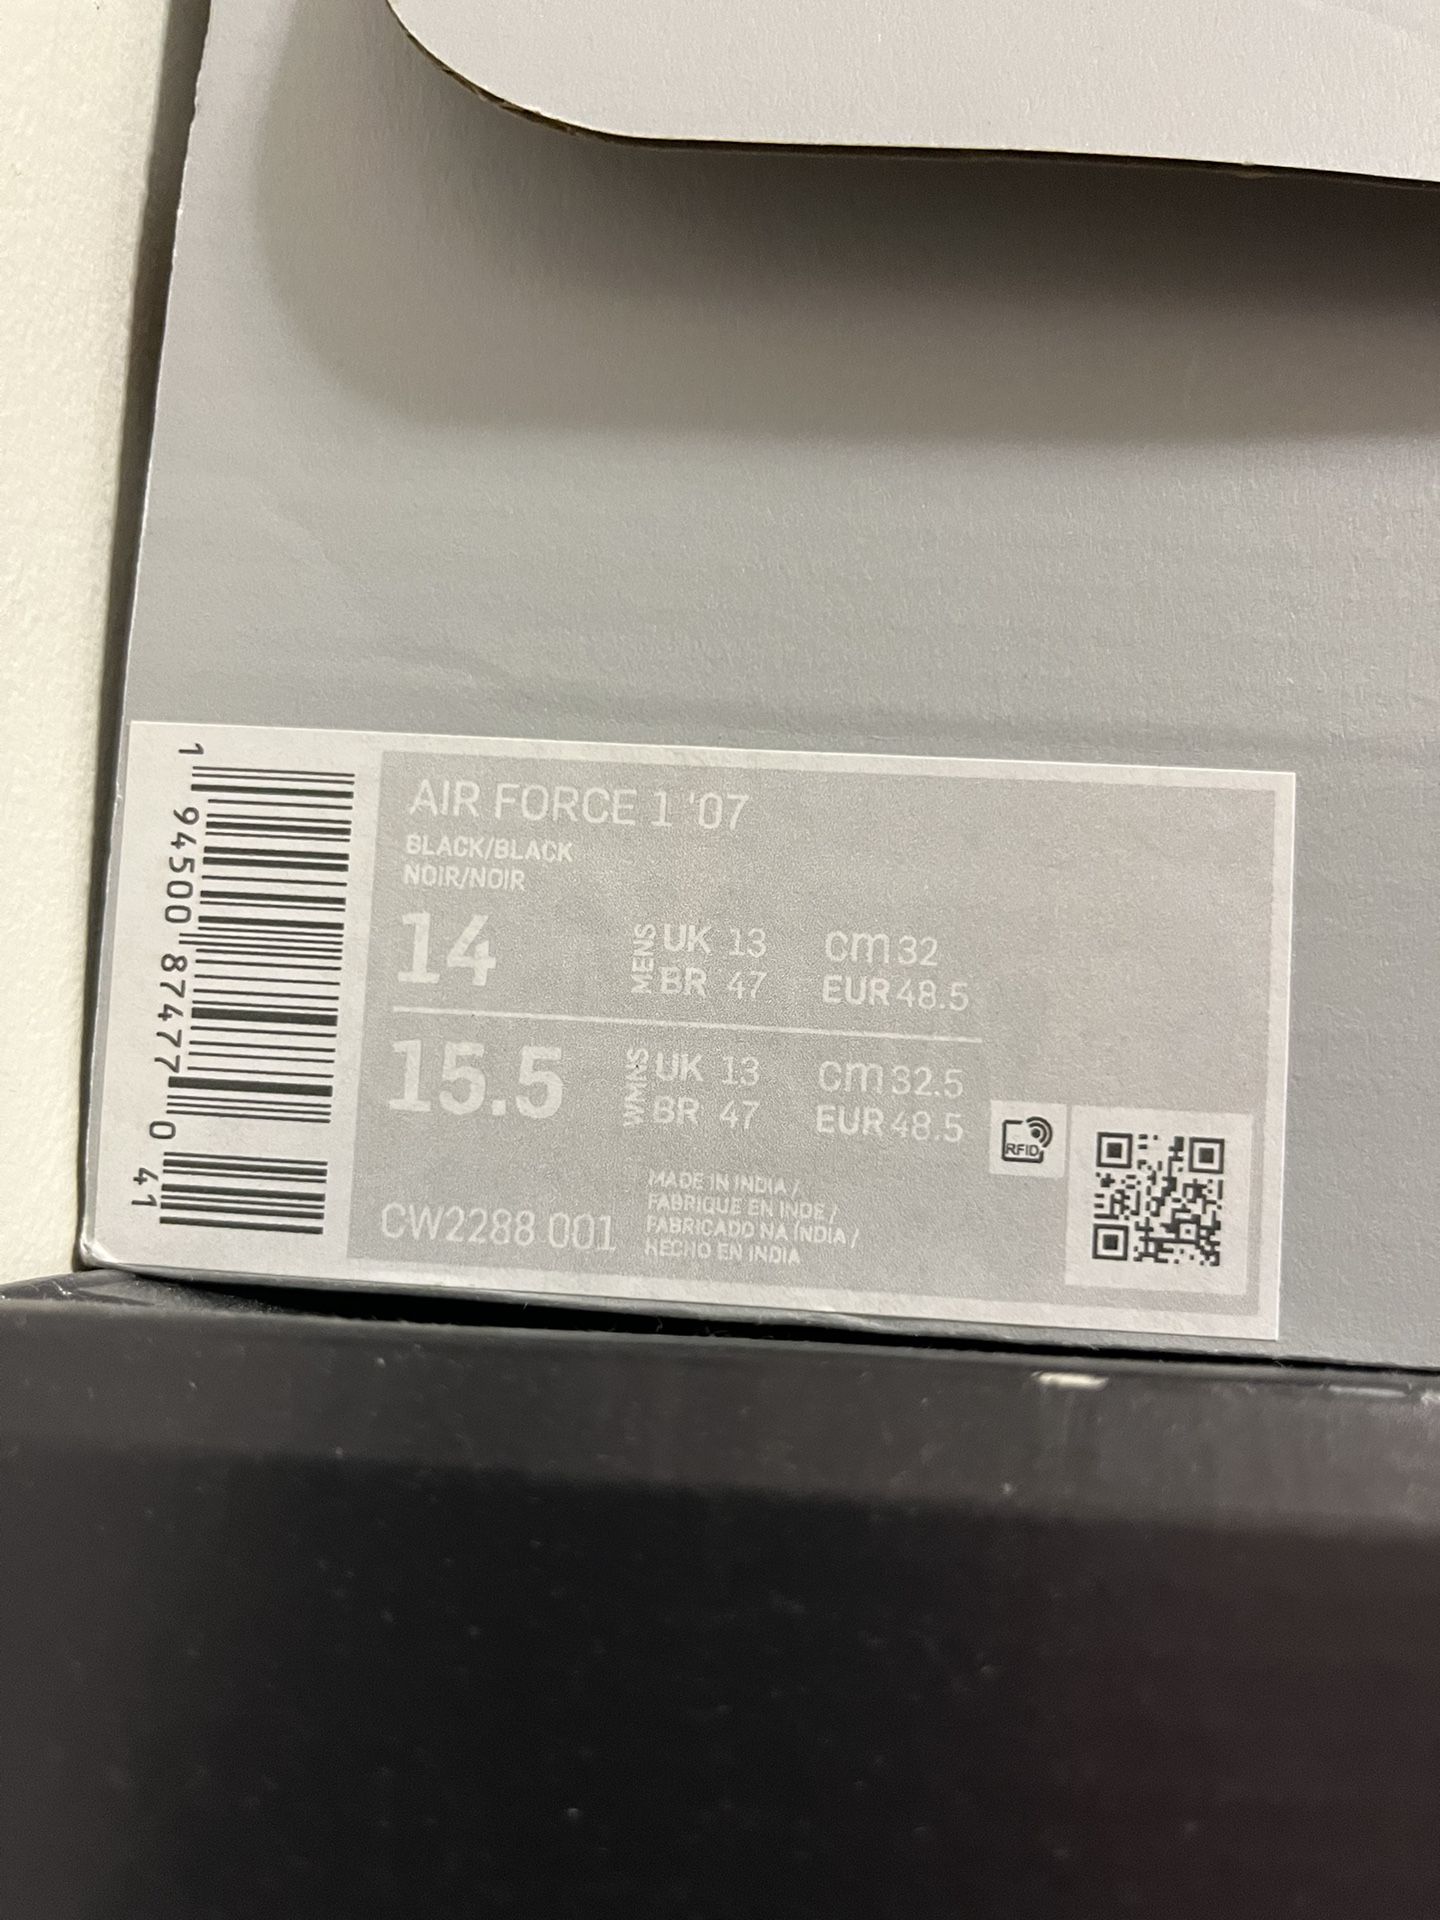 AIR FORCE 1 '07
BLACK/BLACK
NOIR/NOIR
14 MENS UK 13 cm 32
BR 47 EUR 48.5
15.5 WMNS UK 13 cm 32.5
BR 47 EUR 48.5
CW2288 001
MADE IN INDIA /
FABRIQUE EN INDE /
FABRICADO NA ÍNDIA /
HECHO EN INDIA
RFID
1 94500 87477 0 41